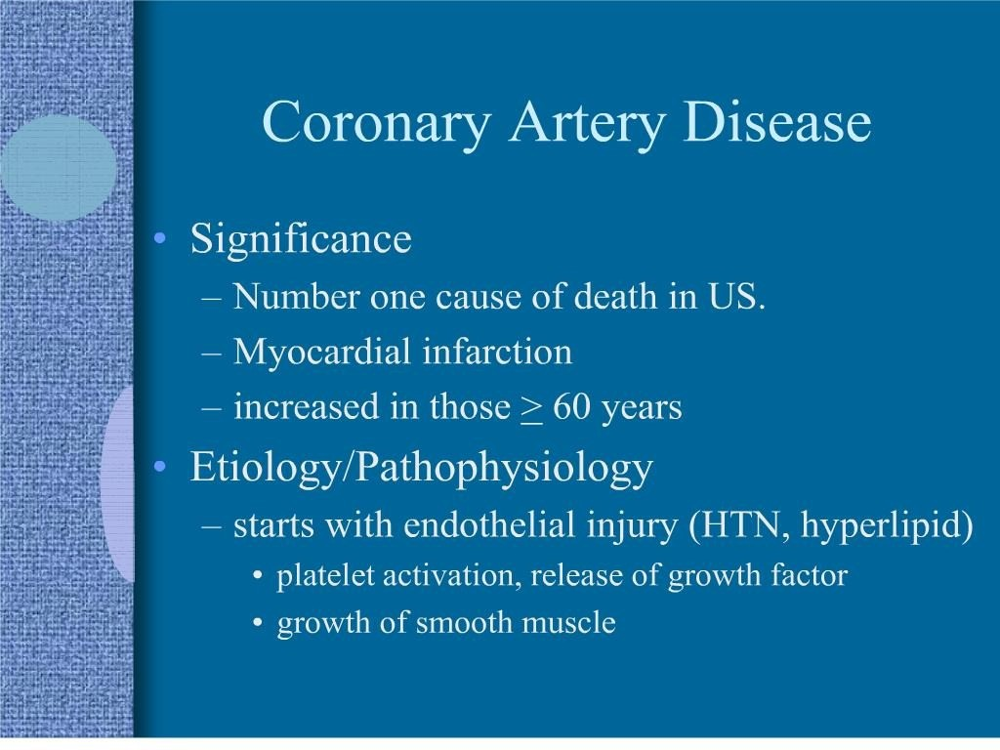 Coronary Artery Disease
• Significance
– Number one cause of death in US.
– Myocardial infarction
– increased in those ≥ 60 years
• Etiology/Pathophysiology
– starts with endothelial injury (HTN, hyperlipid)
• platelet activation, release of growth factor
• growth of smooth muscle